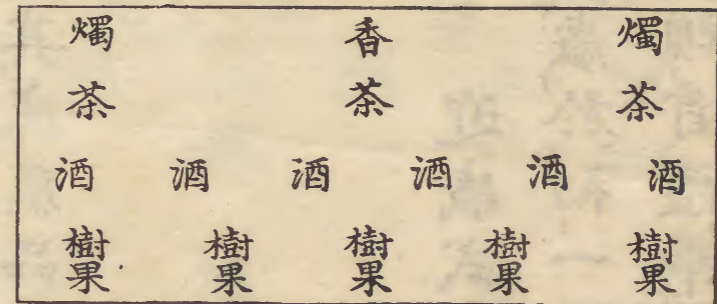 燭 香 燭
茶 茶 茶
酒 酒 酒 酒 酒 酒
樹果 樹果 樹果 樹果 樹果